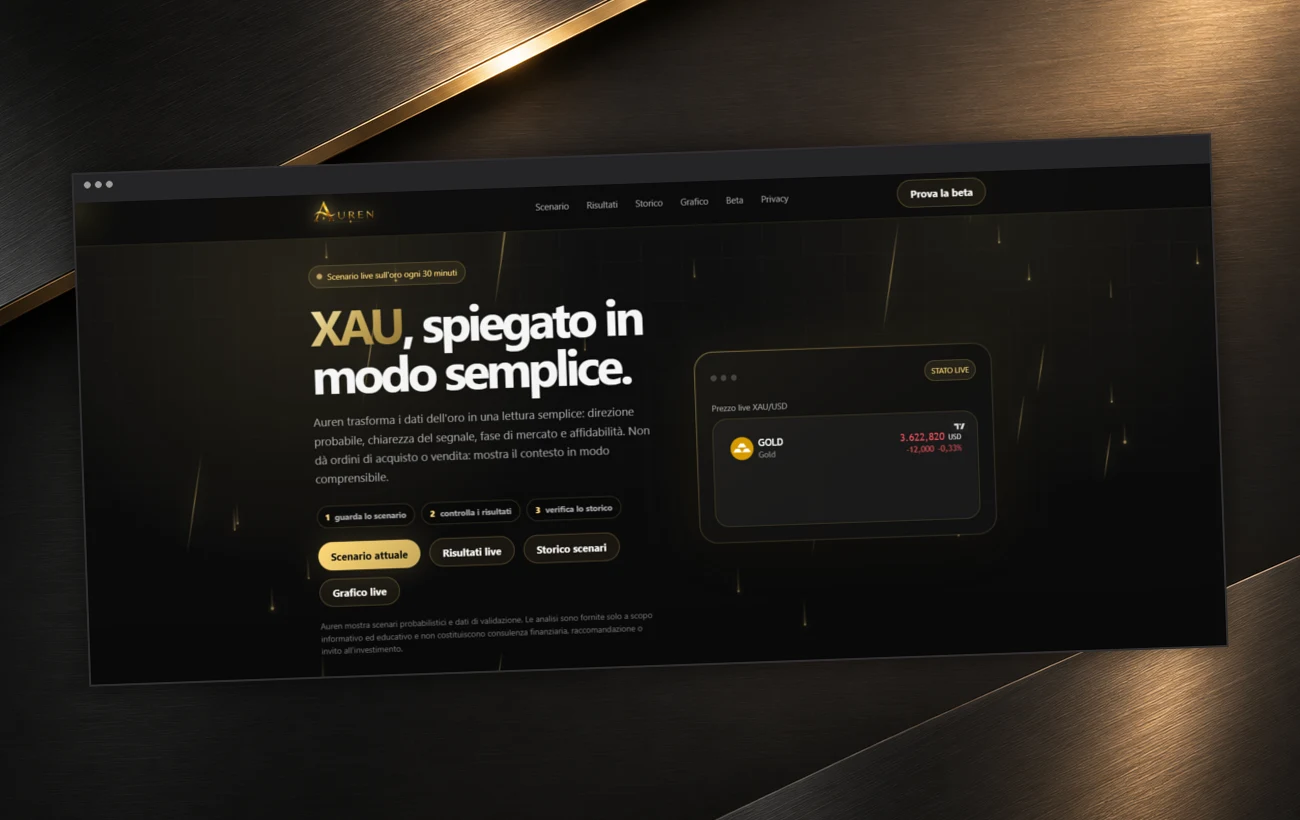 AUREN
Scenario
Risultati
Storico
Grafico
Beta
Privacy
Prova la beta
Scenario live sull'oro ogni 30 minuti
XAU, spiegato in
modo semplice.
Auren trasforma i dati dell'oro in una lettura semplice: direzione
probabile, chiarezza del segnale, fase di mercato e affidabilità. Non
dà ordini di acquisto o vendita: mostra il contesto in modo
comprensibile.
1 guarda lo scenario
2 controlla i risultati
3 verifica lo storico
Scenario attuale
Risultati live
Storico scenari
Grafico live
Auren mostra scenari probabilistici e dati di validazione. Le analisi sono fornite solo a scopo
informativo ed educativo e non costituiscono consulenza finanziaria, raccomandazione o
invito all'investimento.
STATO LIVE
Prezzo live XAU/USD
GOLD
Gold
3.622,820 USD
-12,000 -0,33%